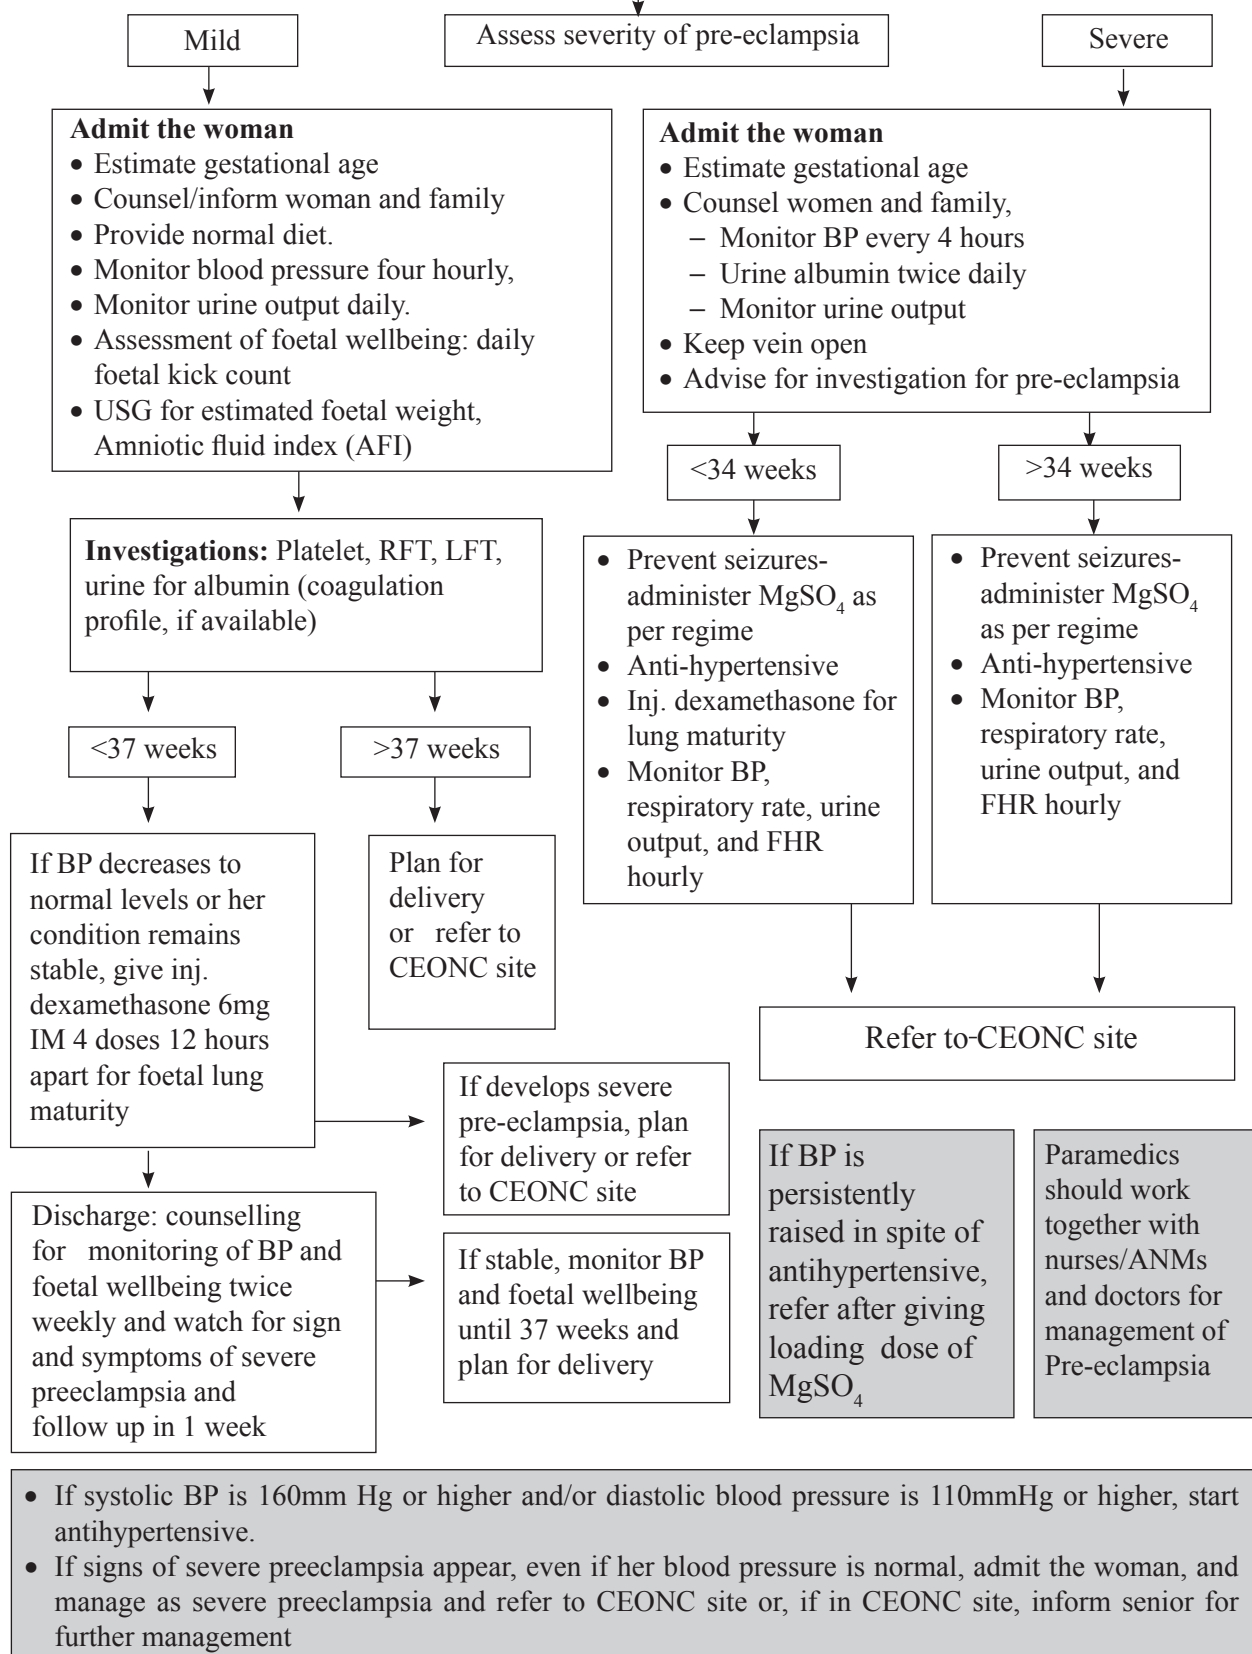 Assess severity of pre-eclampsia
Mild
Severe
Admit the woman
• Estimate gestational age
• Counsel/inform woman and family
• Provide normal diet.
• Monitor blood pressure four hourly,
• Monitor urine output daily.
• Assessment of foetal wellbeing: daily
foetal kick count
• USG for estimated foetal weight,
Amniotic fluid index (AFI)
Admit the woman
• Estimate gestational age
• Counsel women and family,
– Monitor BP every 4 hours
– Urine albumin twice daily
– Monitor urine output
• Keep vein open
• Advise for investigation for pre-eclampsia
Investigations: Platelet, RFT, LFT,
urine for albumin (coagulation
profile, if available)
<37 weeks
>37 weeks
If BP decreases to
normal levels or her
condition remains
stable, give inj.
dexamethasone 6mg
IM 4 doses 12 hours
apart for foetal lung
maturity
Plan for
delivery
or refer to
CEONC site
<34 weeks
>34 weeks
• Prevent seizures-
administer MgSO₄ as
per regime
• Anti-hypertensive
• Inj. dexamethasone for
lung maturity
• Monitor BP,
respiratory rate, urine
output, and FHR
hourly
• Prevent seizures-
administer MgSO₄
as per regime
• Anti-hypertensive
• Monitor BP,
respiratory rate,
urine output, and
FHR hourly
Refer to-CEONC site
If develops severe
pre-eclampsia, plan
for delivery or refer
to CEONC site
Discharge: counselling
for monitoring of BP and
foetal wellbeing twice
weekly and watch for sign
and symptoms of severe
preeclampsia and
follow up in 1 week
If stable, monitor BP
and foetal wellbeing
until 37 weeks and
plan for delivery
If BP is
persistently
raised in spite of
antihypertensive,
refer after giving
loading dose of
MgSO₄
Paramedics
should work
together with
nurses/ANMs
and doctors for
management of
Pre-eclampsia
• If systolic BP is 160mm Hg or higher and/or diastolic blood pressure is 110mmHg or higher, start
antihypertensive.
• If signs of severe preeclampsia appear, even if her blood pressure is normal, admit the woman, and
manage as severe preeclampsia and refer to CEONC site or, if in CEONC site, inform senior for
further management